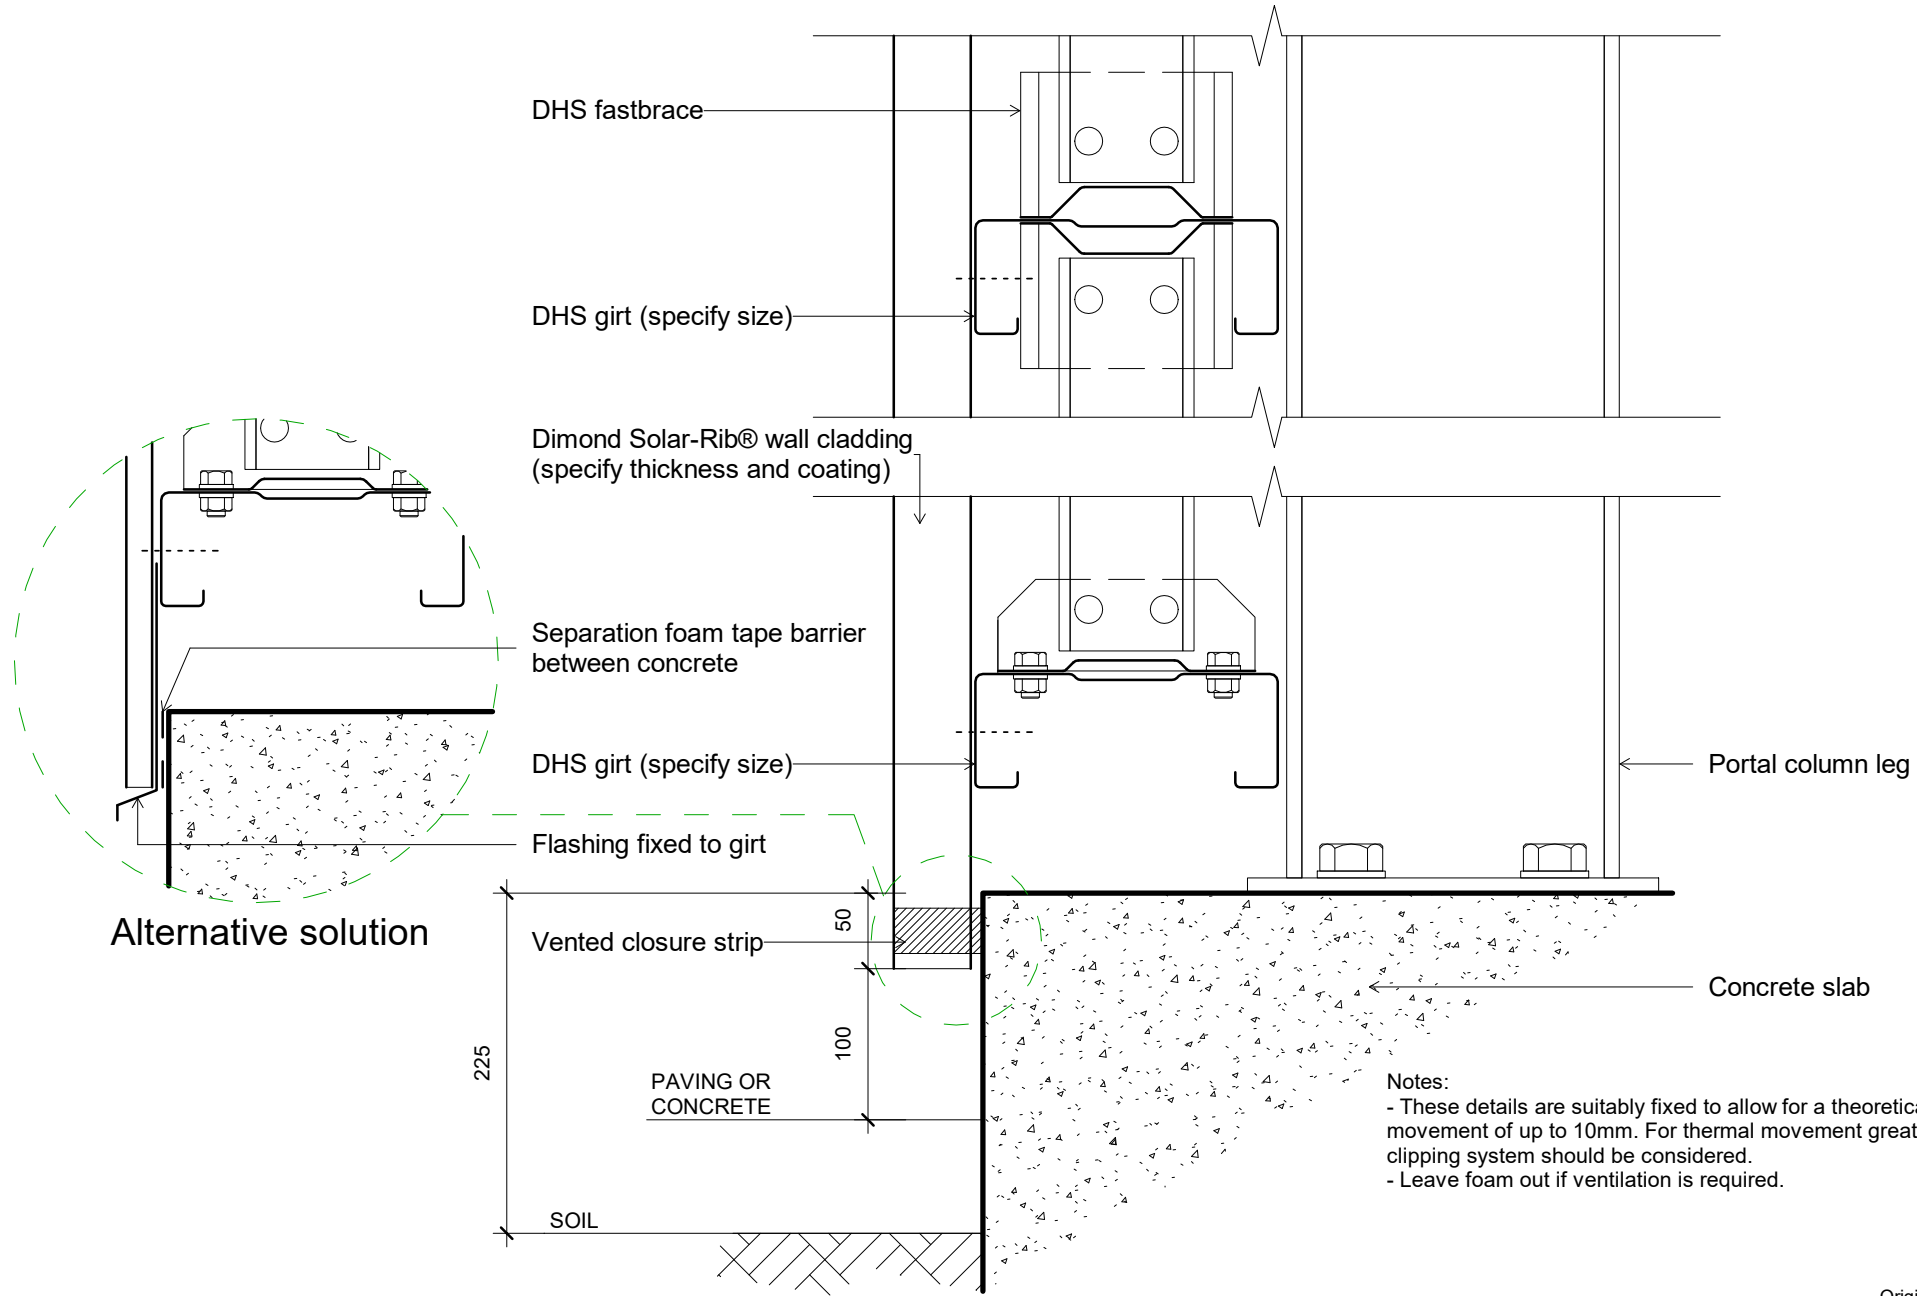 DHS fastbrace
DHS girt (specify size)
Dimond Solar-Rib® wall cladding
(specify thickness and coating)
Separation foam tape barrier
between concrete
DHS girt (specify size)
Portal column leg
Flashing fixed to girt
Alternative solution
50
Vented closure strip
Concrete slab
100
225
PAVING OR
CONCRETE
Notes:
- These details are suitably fixed to allow for a
movement of up to 10mm. For thermal movement
clipping system should be considered.
- Leave foam out if ventilation is required.
SOIL